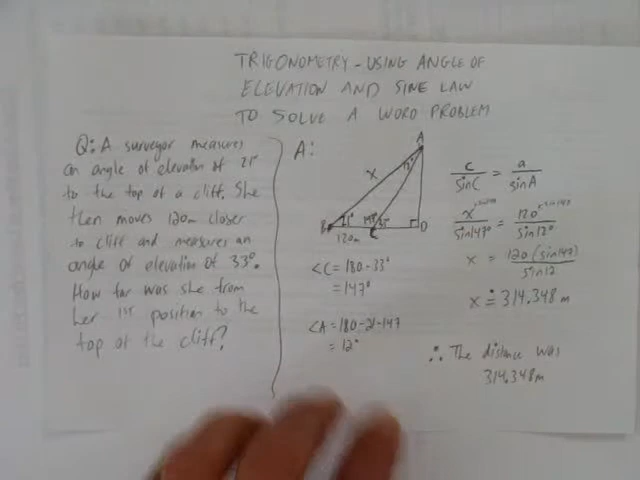 TRIGONOMETRY - USING ANGLE OF
ELEVATION AND SINE LAW
TO SOLVE A WORD PROBLEM
Q: A surveyor measures
an angle of elevation of 21°
to the top of a cliff. She
then moves 120m closer
to cliff and measures an
angle of elevation of 33°.
How far was she from
her 1st position to the
top of the cliff?
A:
A
12°
x
B 21° 147° 33° D
C
120m
<C = 180-33°
= 147°
<A = 180-21-147
= 12°
c/sinC = a/sinA
x/sin147° = 120/sin12°
x = 120(sin147)/sin12
x ≐ 314.348 m
∴ The distance was
314.348m